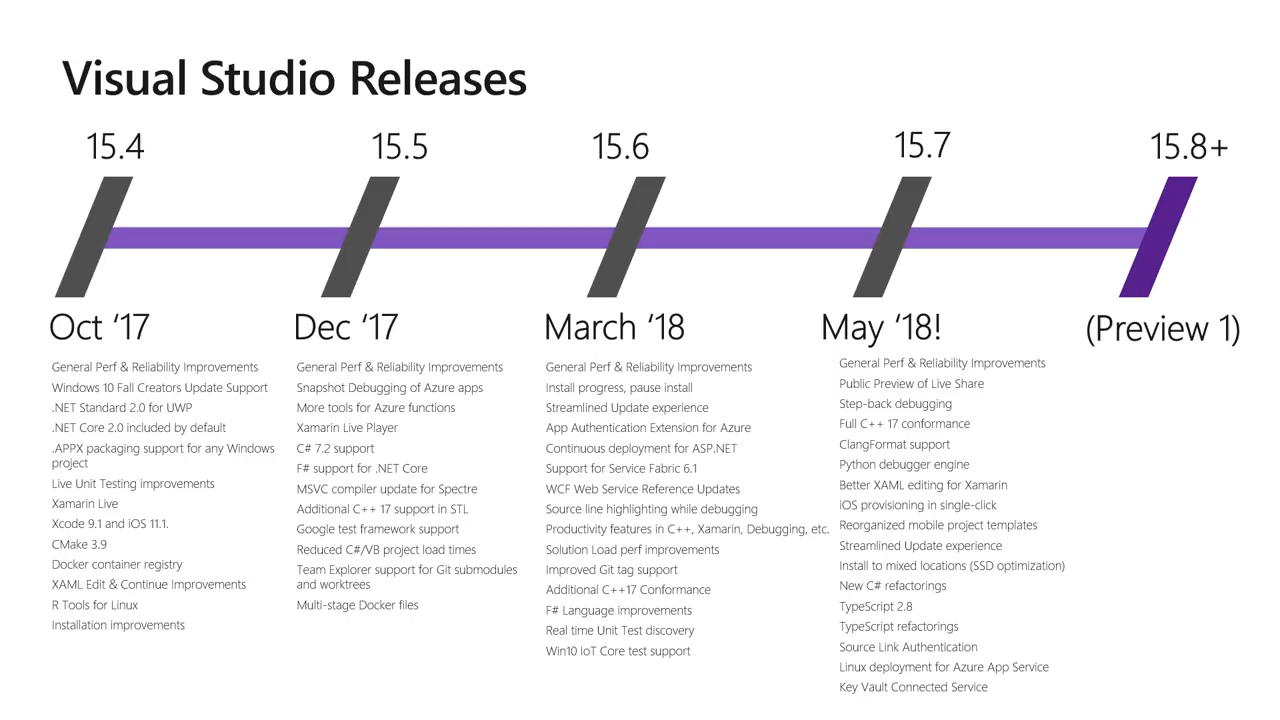 Visual Studio Releases
15.4
15.5
15.6
15.7
15.8+
Oct ‘17
General Perf & Reliability Improvements
Windows 10 Fall Creators Update Support
.NET Standard 2.0 for UWP
.NET Core 2.0 included by default
.APPX packaging support for any Windows
project
Live Unit Testing improvements
Xamarin Live
Xcode 9.1 and iOS 11.1.
CMake 3.9
Docker container registry
XAML Edit & Continue Improvements
R Tools for Linux
Installation improvements
Dec ‘17
General Perf & Reliability Improvements
Snapshot Debugging of Azure apps
More tools for Azure functions
Xamarin Live Player
C# 7.2 support
F# support for .NET Core
MSVC compiler update for Spectre
Additional C++ 17 support in STL
Google test framework support
Reduced C#/VB project load times
Team Explorer support for Git submodules
and worktrees
Multi-stage Docker files
March ‘18
General Perf & Reliability Improvements
Install progress, pause install
Streamlined Update experience
App Authentication Extension for Azure
Continuous deployment for ASP.NET
Support for Service Fabric 6.1
WCF Web Service Reference Updates
Source line highlighting while debugging
Productivity features in C++, Xamarin, Debugging, etc.
Solution Load perf improvements
Improved Git tag support
Additional C++17 Conformance
F# Language improvements
Real time Unit Test discovery
Win10 IoT Core test support
May ‘18!
General Perf & Reliability Improvements
Public Preview of Live Share
Step-back debugging
Full C++ 17 conformance
ClangFormat support
Python debugger engine
Better XAML editing for Xamarin
iOS provisioning in single-click
Reorganized mobile project templates
Streamlined Update experience
Install to mixed locations (SSD optimization)
New C# refactorings
TypeScript 2.8
TypeScript refactorings
Source Link Authentication
Linux deployment for Azure App Service
Key Vault Connected Service
(Preview 1)